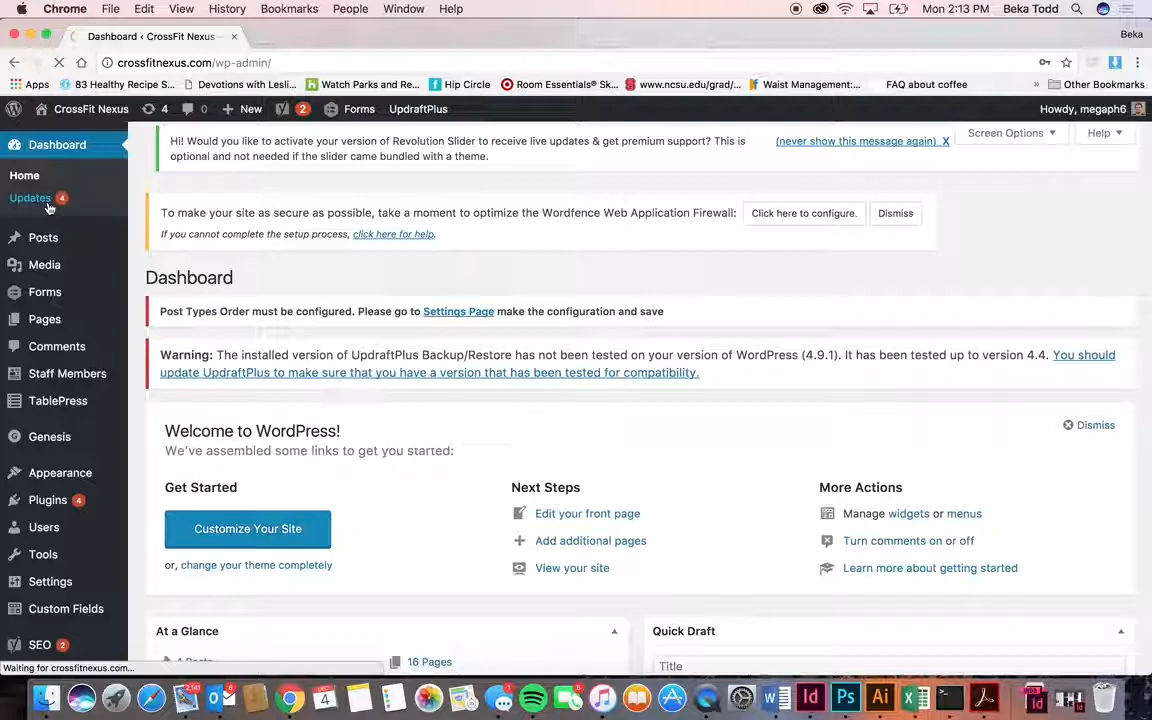 Chrome File Edit View History Bookmarks People Window Help Mon 2:13 PM Beka Todd
Dashboard ‹ CrossFit Nexus × Beka
crossfitnexus.com/wp-admin/
Apps 83 Healthy Recipe S... Devotions with Lesli... Watch Parks and Re... Hip Circle Room Essentials® Sk... www.ncsu.edu/grad/... Waist Management:... FAQ about coffee » Other Bookmarks
CrossFit Nexus 4 0 + New 2 Forms UpdraftPlus Howdy, megaph6
Dashboard
Home
Updates 4
Posts
Media
Forms
Pages
Comments
Staff Members
TablePress
Genesis
Appearance
Plugins 4
Users
Tools
Settings
Custom Fields
SEO 2
Screen Options Help
Hi! Would you like to activate your version of Revolution Slider to receive live updates & get premium support? This is (never show this message again) X
optional and not needed if the slider came bundled with a theme.
To make your site as secure as possible, take a moment to optimize the Wordfence Web Application Firewall: Click here to configure. Dismiss
If you cannot complete the setup process, click here for help.
Dashboard
Post Types Order must be configured. Please go to Settings Page make the configuration and save
Warning: The installed version of UpdraftPlus Backup/Restore has not been tested on your version of WordPress (4.9.1). It has been tested up to version 4.4. You should
update UpdraftPlus to make sure that you have a version that has been tested for compatibility.
Welcome to WordPress! Dismiss
We've assembled some links to get you started:
Get Started
Customize Your Site
or, change your theme completely
Next Steps
Edit your front page
Add additional pages
View your site
More Actions
Manage widgets or menus
Turn comments on or off
Learn more about getting started
At a Glance
16 Pages
Quick Draft
Title
Waiting for crossfitnexus.com...